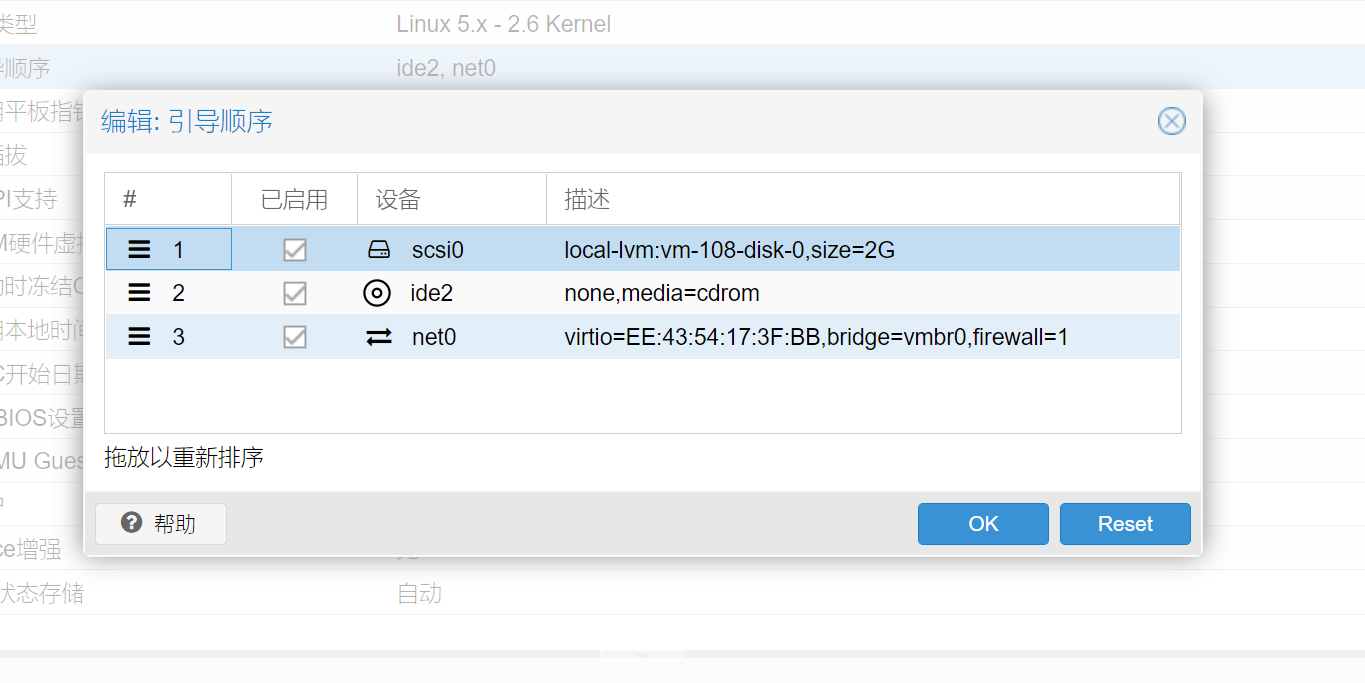 类型 Linux 5.x - 2.6 Kernel
顺序 ide2, net0
编辑: 引导顺序
平板指
拔
PI支持
M硬件虚
时冻结
本地时
开始日
BIOS设置
MU Gues
ce增强
状态存储 自动
# 已启用 设备 描述
1 scsi0 local-lvm:vm-108-disk-0,size=2G
2 ide2 none,media=cdrom
3 net0 virtio=EE:43:54:17:3F:BB,bridge=vmbr0,firewall=1
拖放以重新排序
帮助 OK Reset